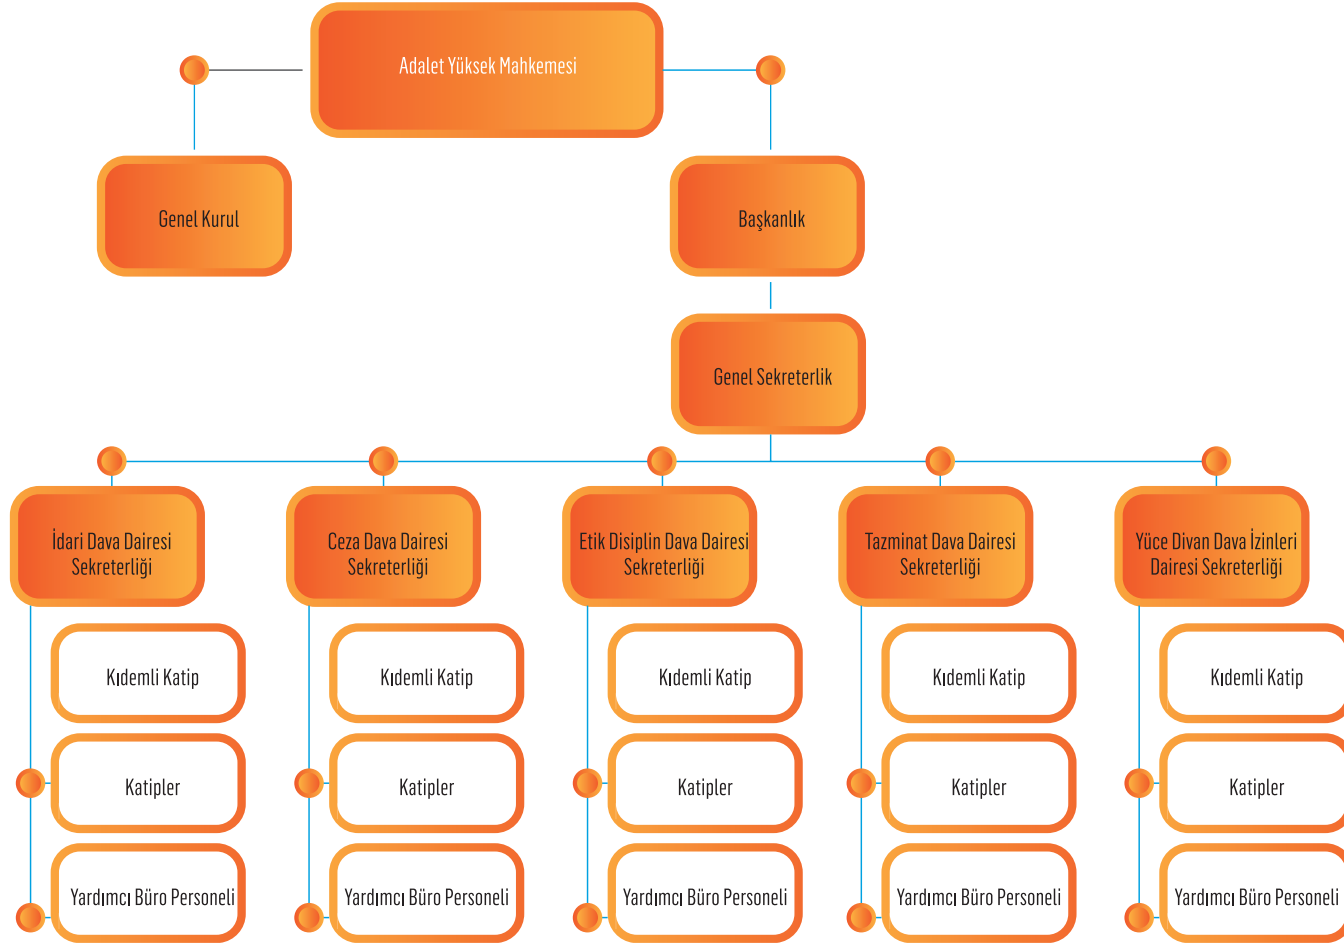 Adalet Yüksek Mahkemesi
Genel Kurul
Başkanlık
Genel Sekreterlik
İdari Dava Dairesi
Sekreterliği
Ceza Dava Dairesi
Sekreterliği
Etik Disiplin Dava Dairesi
Sekreterliği
Tazminat Dava Dairesi
Sekreterliği
Yüce Divan Dava İzinleri
Dairesi Sekreterliği
Kıdemli Katip
Kıdemli Katip
Kıdemli Katip
Kıdemli Katip
Kıdemli Katip
Katipler
Katipler
Katipler
Katipler
Katipler
Yardımcı Büro Personeli
Yardımcı Büro Personeli
Yardımcı Büro Personeli
Yardımcı Büro Personeli
Yardımcı Büro Personeli